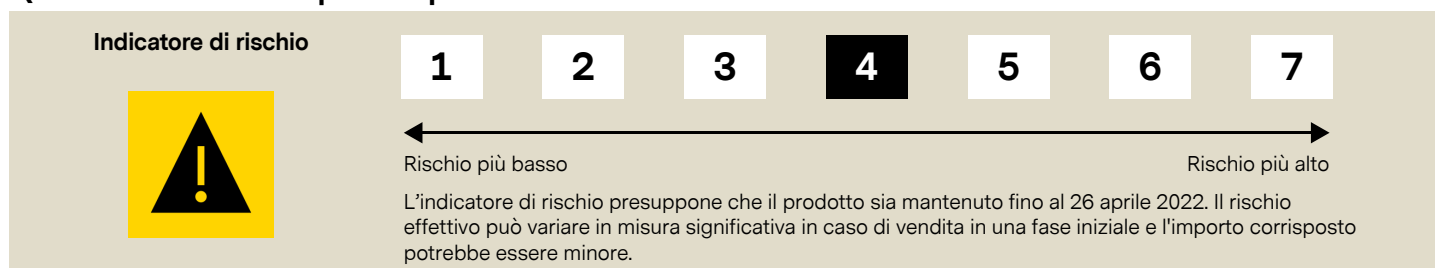 Indicatore di rischio
1 2 3 4 5 6 7
Rischio più basso Rischio più alto
L'indicatore di rischio presuppone che il prodotto sia mantenuto fino al 26 aprile 2022. Il rischio
effettivo può variare in misura significativa in caso di vendita in una fase iniziale e l'importo corrisposto
potrebbe essere minore.